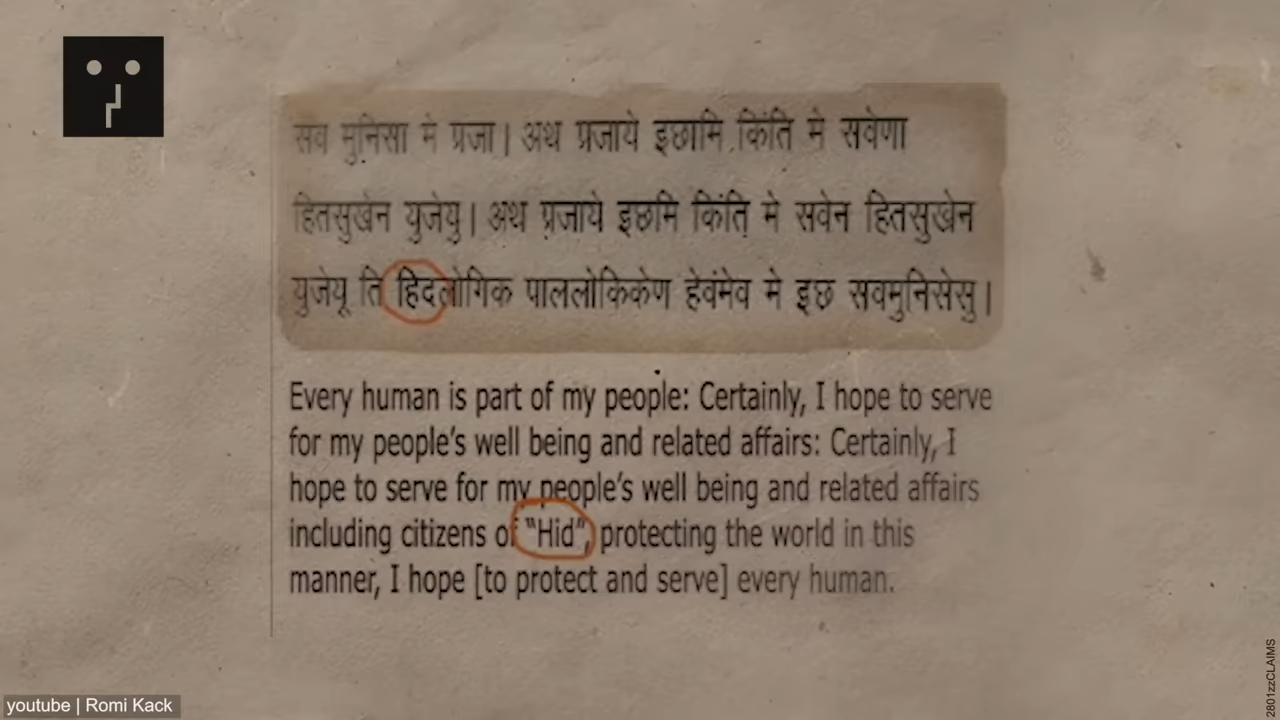 सव मुनिसा मे प्रजा। अथ प्रजाये इछामि किंति मे सवेणा
हितसुखेन युजेयु। अथ प्रजाये इछमि किंति मे सवेन हितसुखेन
युजेयू ति हिदलोगिक पाललोकिकेण हेवंमेव मे इछ सवमुनिसेसु।
Every human is part of my people: Certainly, I hope to serve
for my people's well being and related affairs: Certainly, I
hope to serve for my people's well being and related affairs
including citizens of "Hid", protecting the world in this
manner, I hope [to protect and serve] every human.
youtube | Romi Kack
2801zzCLAIMS